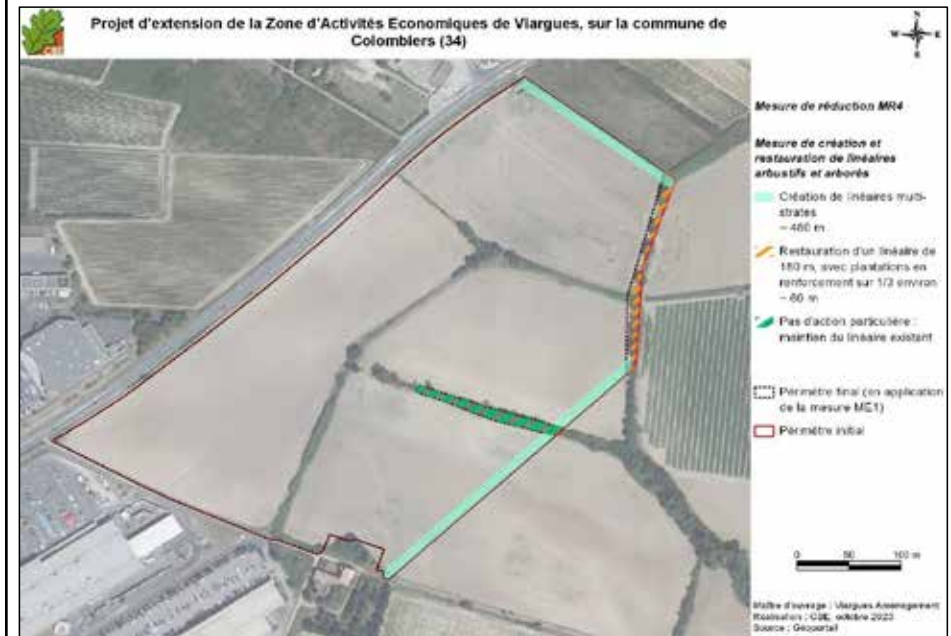 Projet d'extension de la Zone d'Activités Economiques de Viargues, sur la commune de
Colombiers (34)
N
W
E
S
CBE
Mesure de réduction MR4
Mesure de création et
restauration de linéaires
arbustifs et arborés
Création de linéaires multi-
strates
~ 460 m
Restauration d'un linéaire de
180 m, avec plantations en
renforcement sur 1/3 environ
~ 60 m
Pas d'action particulière :
maintien du linéaire existant
Périmètre final (en application
de la mesure ME1)
Périmètre initial
0 50 100 m
Maître d'ouvrage : Viargues Aménagement
Réalisation : CBE, octobre 2023
Source : Géoportail